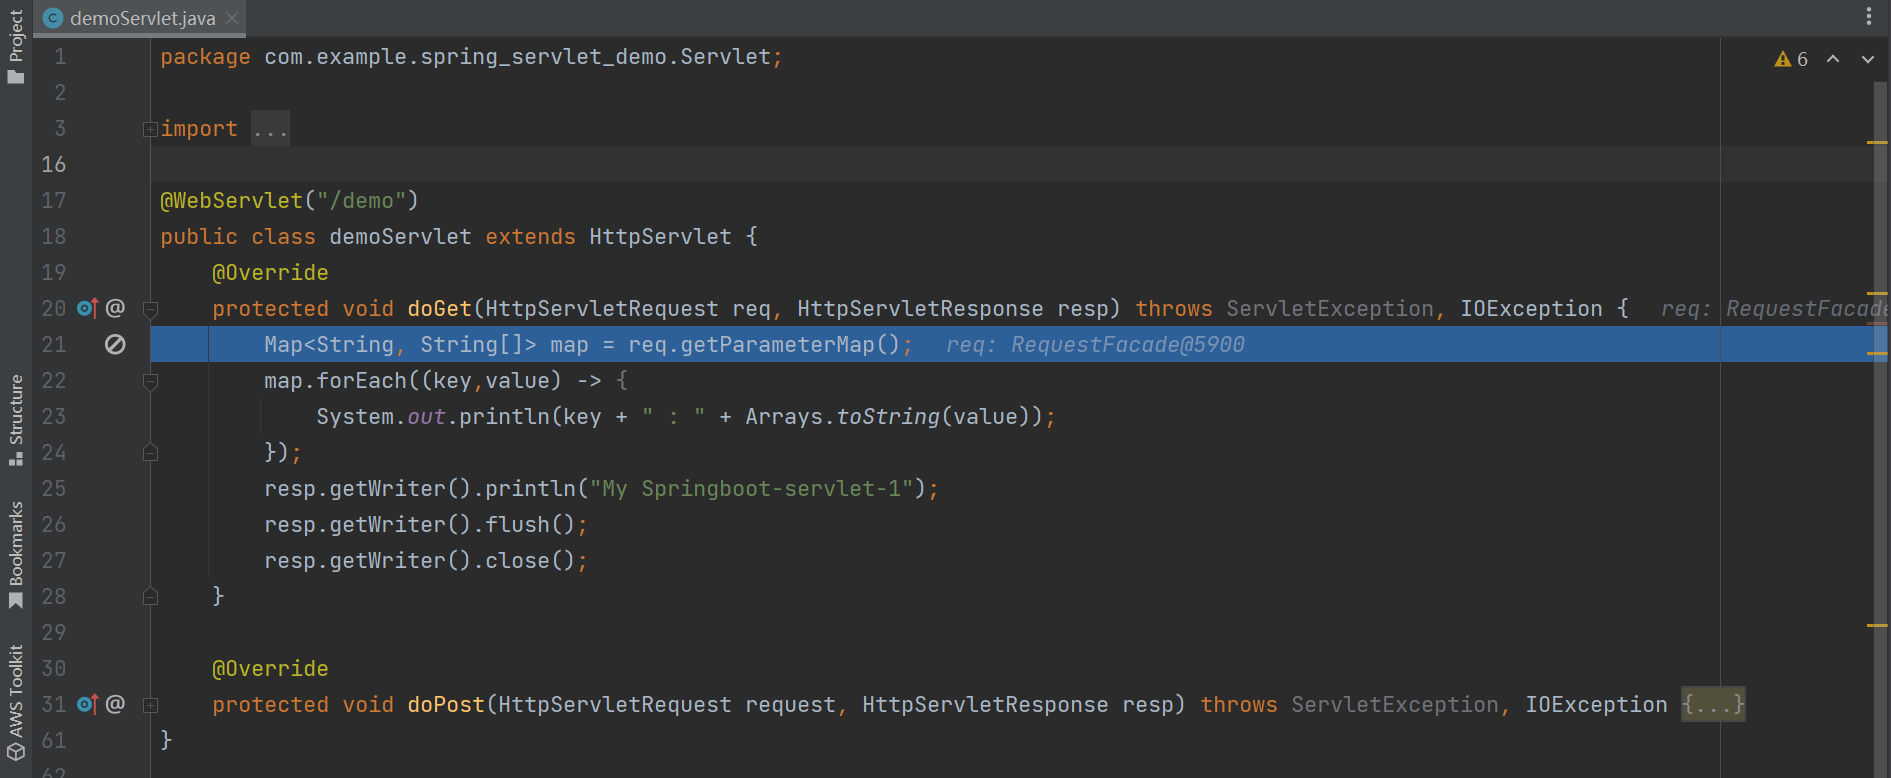 demoServlet.java
Project
Structure
Bookmarks
AWS Toolkit
6
1 package com.example.spring_servlet_demo.Servlet;
2
3 import ...
16
17 @WebServlet("/demo")
18 public class demoServlet extends HttpServlet {
19 @Override
20 @ protected void doGet(HttpServletRequest req, HttpServletResponse resp) throws ServletException, IOException { req: RequestFacade
21 Map<String, String[]> map = req.getParameterMap(); req: RequestFacade@5900
22 map.forEach((key,value) -> {
23 System.out.println(key + " : " + Arrays.toString(value));
24 });
25 resp.getWriter().println("My Springboot-servlet-1");
26 resp.getWriter().flush();
27 resp.getWriter().close();
28 }
29
30 @Override
31 @ protected void doPost(HttpServletRequest request, HttpServletResponse resp) throws ServletException, IOException {...}
61 }
62